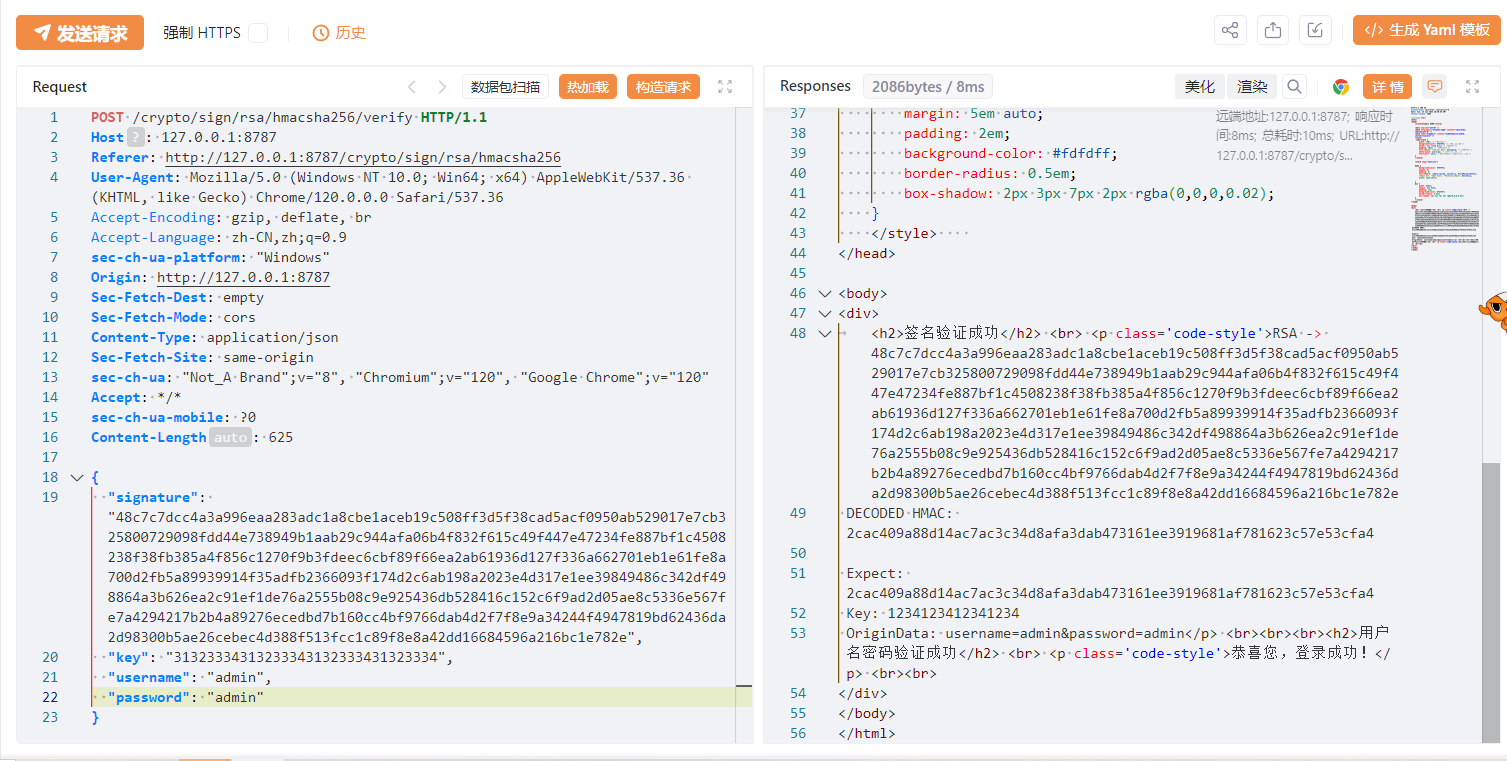 发送请求 强制 HTTPS 历史 </> 生成 Yaml 模板
Request 数据包扫描 热加载 构造请求
1 POST /crypto/sign/rsa/hmacsha256/verify HTTP/1.1
2 Host ? : 127.0.0.1:8787
3 Referer: http://127.0.0.1:8787/crypto/sign/rsa/hmacsha256
4 User-Agent: Mozilla/5.0 (Windows NT 10.0; Win64; x64) AppleWebKit/537.36
(KHTML, like Gecko) Chrome/120.0.0.0 Safari/537.36
5 Accept-Encoding: gzip, deflate, br
6 Accept-Language: zh-CN,zh;q=0.9
7 sec-ch-ua-platform: "Windows"
8 Origin: http://127.0.0.1:8787
9 Sec-Fetch-Dest: empty
10 Sec-Fetch-Mode: cors
11 Content-Type: application/json
12 Sec-Fetch-Site: same-origin
13 sec-ch-ua: "Not_A Brand";v="8", "Chromium";v="120", "Google Chrome";v="120"
14 Accept: */*
15 sec-ch-ua-mobile: ?0
16 Content-Length auto : 625
17
18 {
19 "signature":
"48c7c7dcc4a3a996eaa283adc1a8cbe1aceb19c508ff3d5f38cad5acf0950ab529017e7cb3
25800729098fdd44e738949b1aab29c944afa06b4f832f615c49f447e47234fe887bf1c4508
238f38fb385a4f856c1270f9b3fdeec6cbf89f66ea2ab61936d127f336a662701eb1e61fe8a
700d2fb5a89939914f35adfb2366093f174d2c6ab198a2023e4d317e1ee39849486c342df49
8864a3b626ea2c91ef1de76a2555b08c9e925436db528416c152c6f9ad2d05ae8c5336e567f
e7a4294217b2b4a89276ecedbd7b160cc4bf9766dab4d2f7f8e9a34244f4947819bd62436da
2d98300b5ae26cebec4d388f513fcc1c89f8e8a42dd16684596a216bc1e782e",
20 "key": "31323334313233343132333431323334",
21 "username": "admin",
22 "password": "admin"
23 }
Responses 2086bytes / 8ms 美化 渲染 详情
远端地址:127.0.0.1:8787; 响应时
间:8ms; 总耗时:10ms; URL:http://
127.0.0.1:8787/crypto/s...
37 margin: 5em auto;
38 padding: 2em;
39 background-color: #fdfdff;
40 border-radius: 0.5em;
41 box-shadow: 2px 3px 7px 2px rgba(0,0,0,0.02);
42 }
43 </style>
44 </head>
45
46 <body>
47 <div>
48 <h2>签名验证成功</h2> <br> <p class='code-style'>RSA ->
48c7c7dcc4a3a996eaa283adc1a8cbe1aceb19c508ff3d5f38cad5acf0950ab5
29017e7cb325800729098fdd44e738949b1aab29c944afa06b4f832f615c49f4
47e47234fe887bf1c4508238f38fb385a4f856c1270f9b3fdeec6cbf89f66ea2
ab61936d127f336a662701eb1e61fe8a700d2fb5a89939914f35adfb2366093f
174d2c6ab198a2023e4d317e1ee39849486c342df498864a3b626ea2c91ef1de
76a2555b08c9e925436db528416c152c6f9ad2d05ae8c5336e567fe7a4294217
b2b4a89276ecedbd7b160cc4bf9766dab4d2f7f8e9a34244f4947819bd62436d
a2d98300b5ae26cebec4d388f513fcc1c89f8e8a42dd16684596a216bc1e782e
49 DECODED HMAC:
2cac409a88d14ac7ac3c34d8afa3dab473161ee3919681af781623c57e53cfa4
50
51 Expect:
2cac409a88d14ac7ac3c34d8afa3dab473161ee3919681af781623c57e53cfa4
52 Key: 1234123412341234
53 OriginData: username=admin&password=admin</p> <br><br><br><h2>用户
名密码验证成功</h2> <br> <p class='code-style'>恭喜您，登录成功！</
p> <br><br>
54 </div>
55 </body>
56 </html>